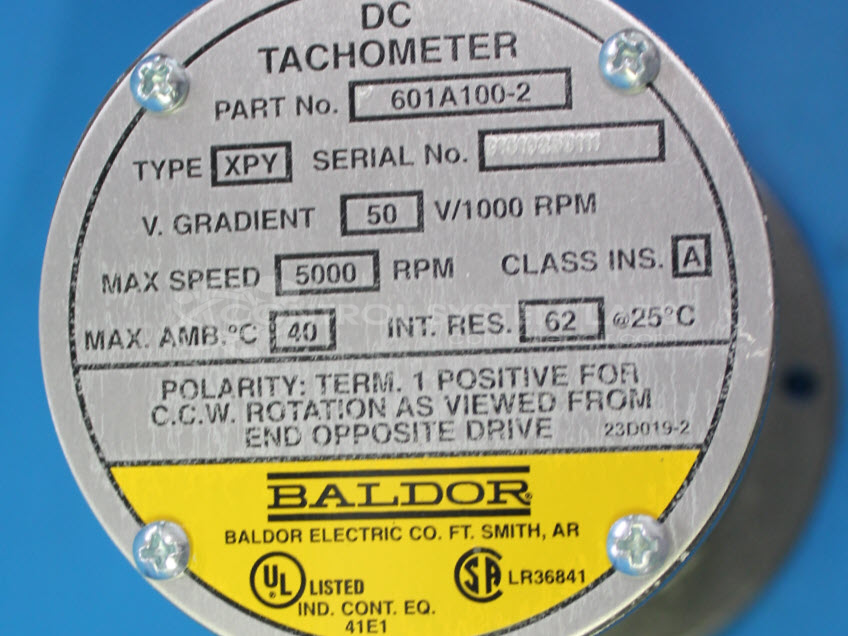 DC
TACHOMETER
PART No. 601A100-2
TYPE XPY SERIAL No.
V. GRADIENT 50 V/1000 RPM
MAX SPEED 5000 RPM CLASS INS. A
MAX. AMB.°C 40 INT. RES. 62 @25°C
POLARITY: TERM. 1 POSITIVE FOR
C.C.W. ROTATION AS VIEWED FROM
END OPPOSITE DRIVE 23D019-2
BALDOR
BALDOR ELECTRIC CO. FT. SMITH, AR
UL LISTED SA LR36841
IND. CONT. EQ.
41E1